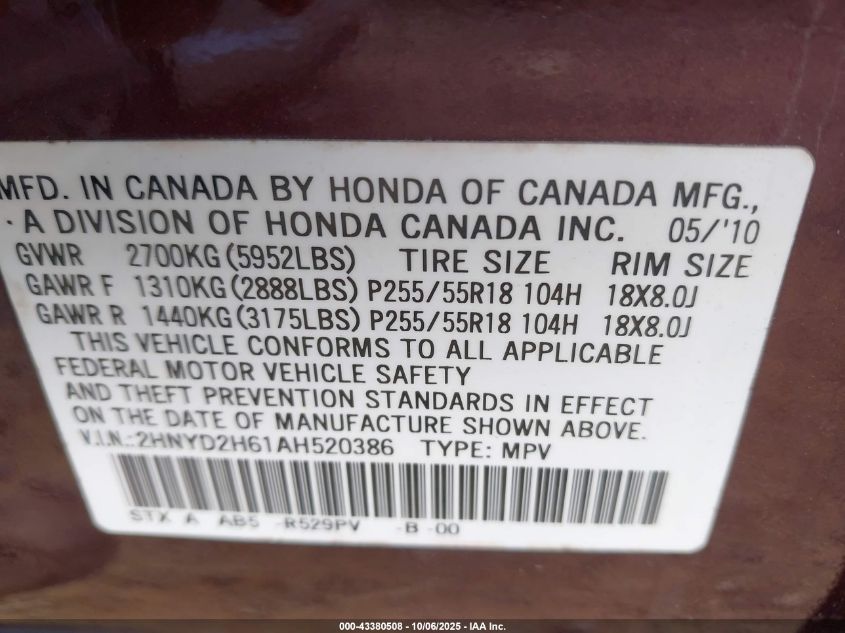 MFD. IN CANADA BY HONDA OF CANADA MFG.,
· A DIVISION OF HONDA CANADA INC. 05/'10
GVWR 2700KG (5952LBS) TIRE SIZE RIM SIZE
GAWR F 1310KG (2888LBS) P255/55R18 104H 18X8.0J
GAWR R 1440KG (3175LBS) P255/55R18 104H 18X8.0J
THIS VEHICLE CONFORMS TO ALL APPLICABLE
FEDERAL MOTOR VEHICLE SAFETY
AND THEFT PREVENTION STANDARDS IN EFFECT
ON THE DATE OF MANUFACTURE SHOWN ABOVE.
V.I.N.:2HNYD2H61AH520386 TYPE: MPV
STX A AB5 -R529PV -B -00
000-43380508 - 10/06/2025 - IAA Inc.